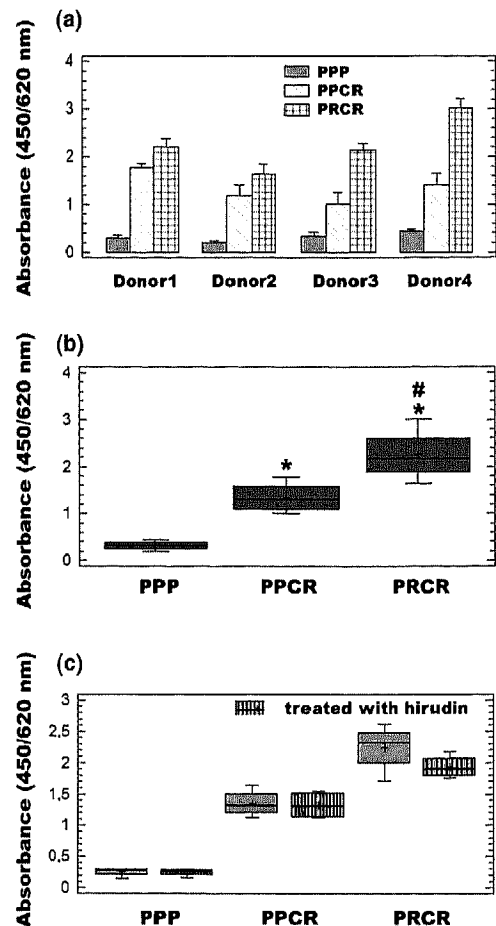 (a)
Absorbance (450/620 nm)
4
3
2
1
0
PPP
PPCR
PRCR
Donor1 Donor2 Donor3 Donor4
(b)
Absorbance (450/620 nm)
4
3
2
1
0
*
#
*
PPP PPCR PRCR
(c)
Absorbance (450/620 nm)
3
2,5
2
1,5
1
0,5
0
treated with hirudin
PPP PPCR PRCR